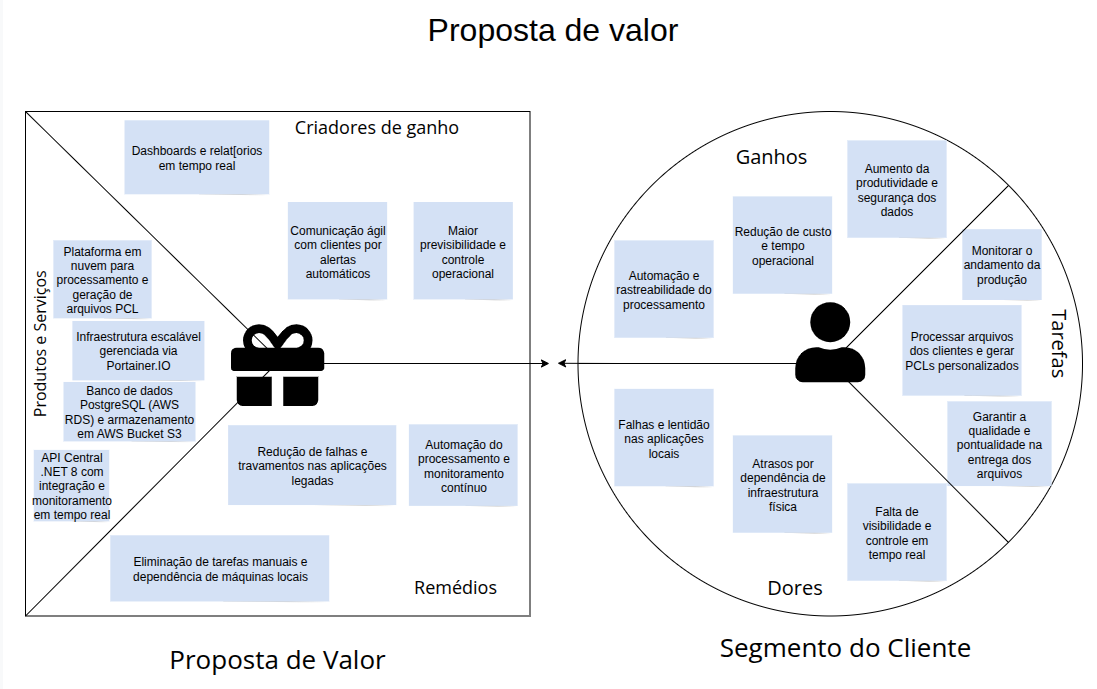 Proposta de valor
Criadores de ganho
Dashboards e relat[orios
em tempo real
Comunicação ágil
com clientes por
alertas
automáticos
Maior
previsibilidade e
controle
operacional
Produtos e Serviços
Plataforma em
nuvem para
processamento e
geração de
arquivos PCL
Infraestrutura escalável
gerenciada via
Portainer.IO
Banco de dados
PostgreSQL (AWS
RDS) e armazenamento
em AWS Bucket S3
API Central
.NET 8 com
integração e
monitoramento
em tempo real
Redução de falhas e
travamentos nas aplicações
legadas
Automação do
processamento e
monitoramento
contínuo
Eliminação de tarefas manuais e
dependência de máquinas locais
Remédios
Proposta de Valor
Ganhos
Aumento da
produtividade e
segurança dos
dados
Redução de custo
e tempo
operacional
Automação e
rastreabilidade do
processamento
Tarefas
Monitorar o
andamento da
produção
Processar arquivos
dos clientes e gerar
PCLs personalizados
Garantir a
qualidade e
pontualidade na
entrega dos
arquivos
Falhas e lentidão
nas aplicações
locais
Atrasos por
dependência de
infraestrutura
física
Falta de
visibilidade e
controle em
tempo real
Dores
Segmento do Cliente